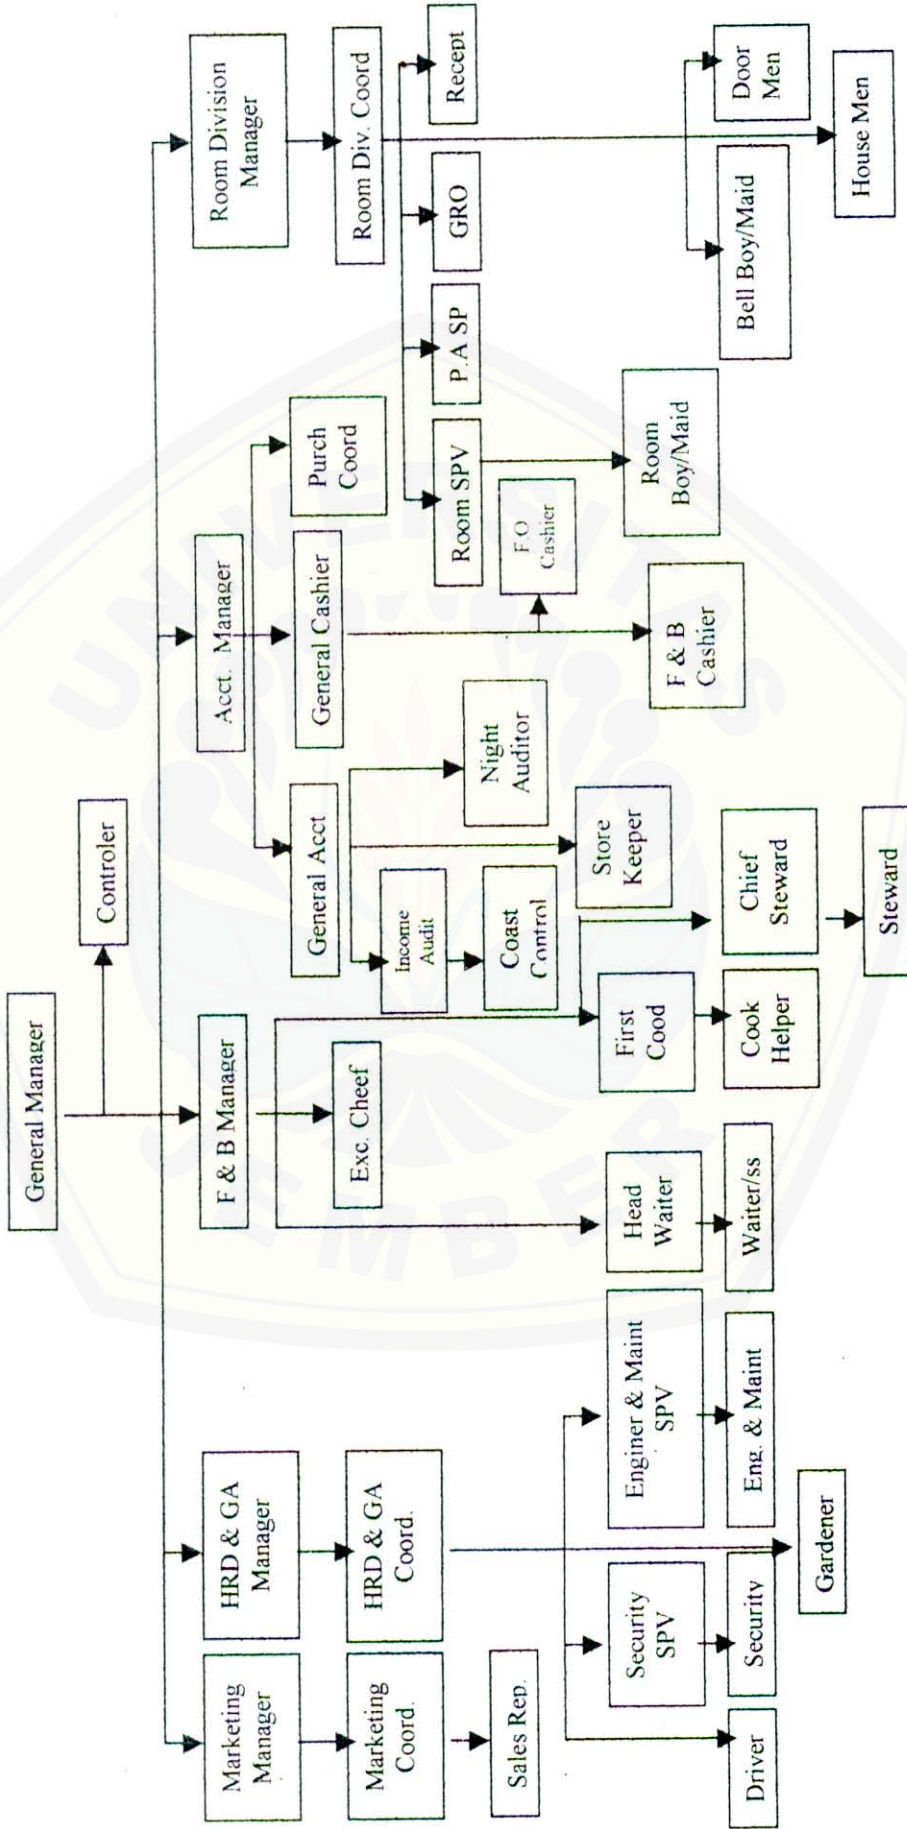 General Manager
Controler
Marketing
Manager
HRD & GA
Manager
F & B Manager
Acct. Manager
Room Division
Manager
Marketing
Coord.
HRD & GA
Coord.
Exc. Cheef
General Acct
General Cashier
Purch
Coord
Room Div. Coord
Sales Rep.
Income
Audit
Night
Auditor
Room SPV
P.A SP
GRO
Recept
Coast
Control
F.O
Cashier
Security
SPV
Enginer & Maint
SPV
Head
Waiter
First
Cood
Store
Keeper
F & B
Cashier
Room
Boy/Maid
Driver
Security
Eng. & Maint
Waiter/ss
Cook
Helper
Chief
Steward
Bell Boy/Maid
Door
Men
Gardener
Steward
House Men
UNIVERSITAS
JEMBER